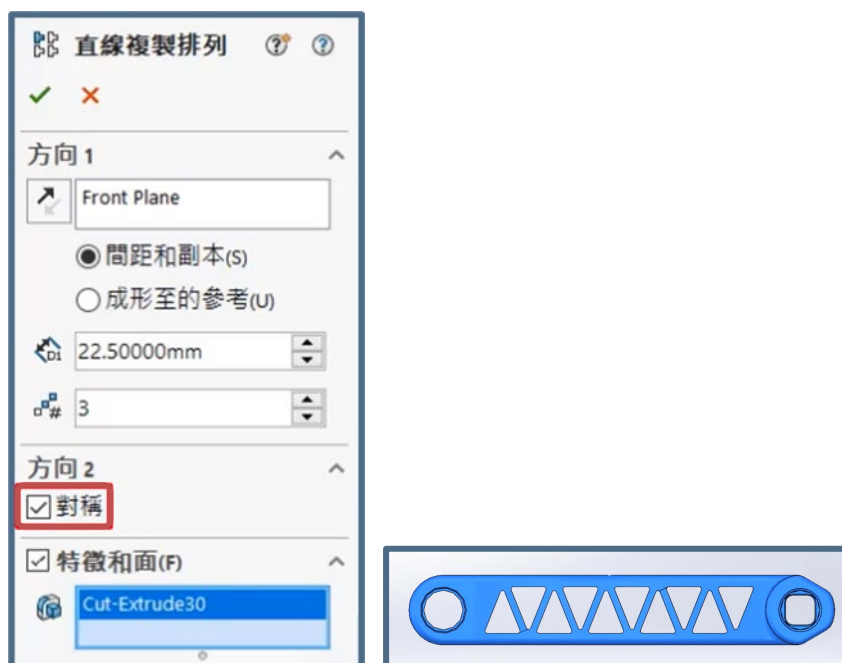 直線複製排列
方向 1
Front Plane
間距和副本(S)
成形至的參考(U)
D1
22.50000mm
#
3
方向 2
對稱
特徵和面(F)
Cut-Extrude30